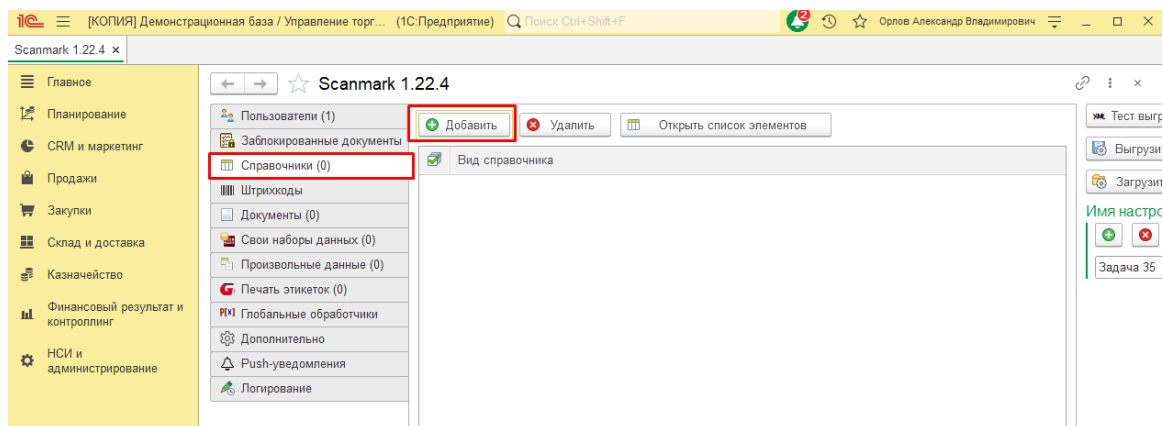 [КОПИЯ] Демонстрационная база / Управление торг... (1С:Предприятие) Поиск Ctrl+Shift+F 2 Орлов Александр Владимирович
Scanmark 1.22.4 ×
Главное
Планирование
CRM и маркетинг
Продажи
Закупки
Склад и доставка
Казначейство
Финансовый результат и
контроллинг
НСИ и
администрирование
Scanmark 1.22.4
Пользователи (1)
Заблокированные документы
Справочники (0)
Штрихкоды
Документы (0)
Свои наборы данных (0)
Произвольные данные (0)
Печать этикеток (0)
P[X] Глобальные обработчики
Дополнительно
Push-уведомления
Логирование
Добавить Удалить Открыть список элементов
Вид справочника
XML Тест выгр
Выгрузи
Загрузит
Имя настро
Задача 35